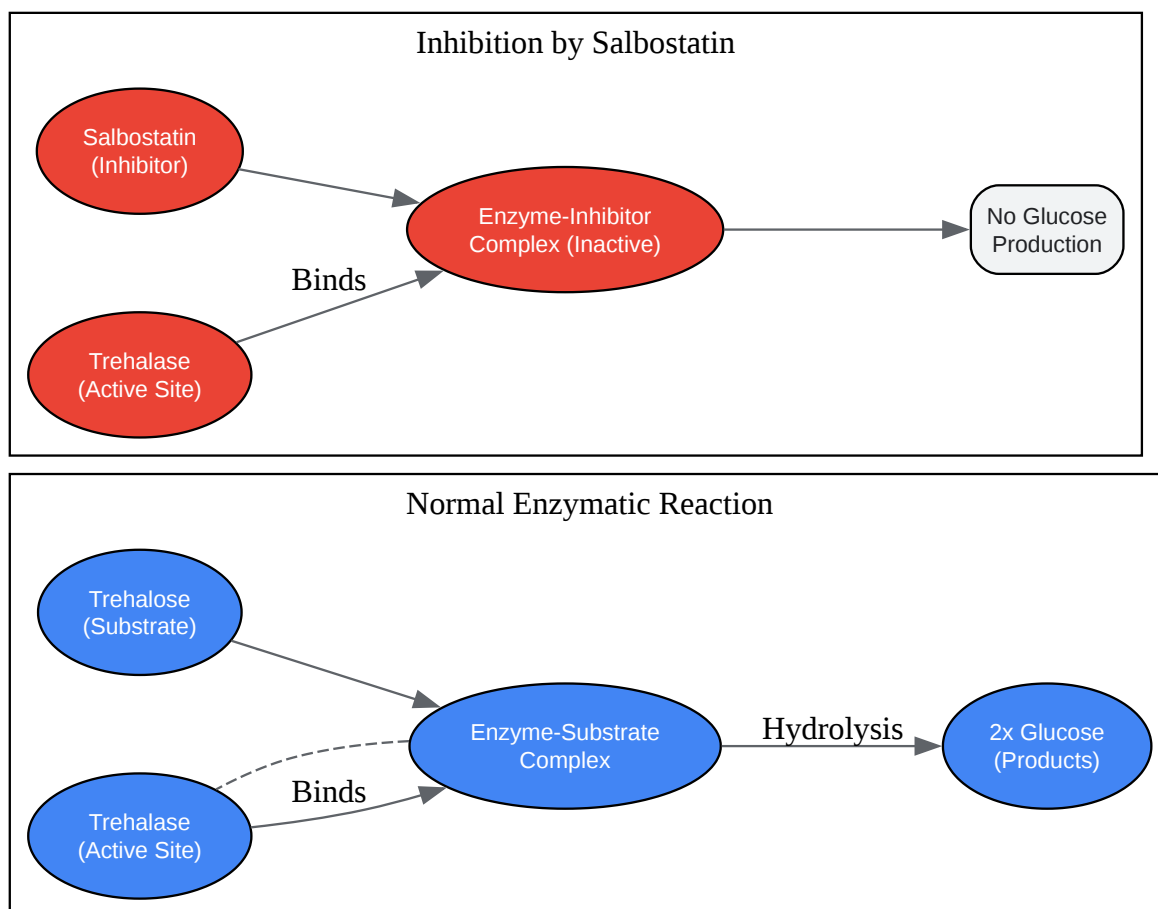 Inhibition by Salbostatin
Salbostatin
(Inhibitor)
Enzyme-Inhibitor
Complex (Inactive)
No Glucose
Production
Binds
Trehalase
(Active Site)
Normal Enzymatic Reaction
Trehalose
(Substrate)
Enzyme-Substrate
Complex
Hydrolysis
2x Glucose
(Products)
Binds
Trehalase
(Active Site)